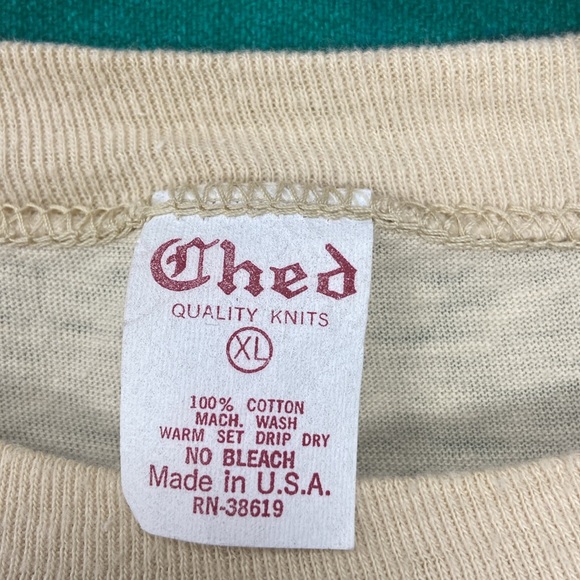 Ched
QUALITY KNITS
XL
100% COTTON
MACH. WASH
WARM SET DRIP DRY
NO BLEACH
Made in U.S.A.
RN-38619